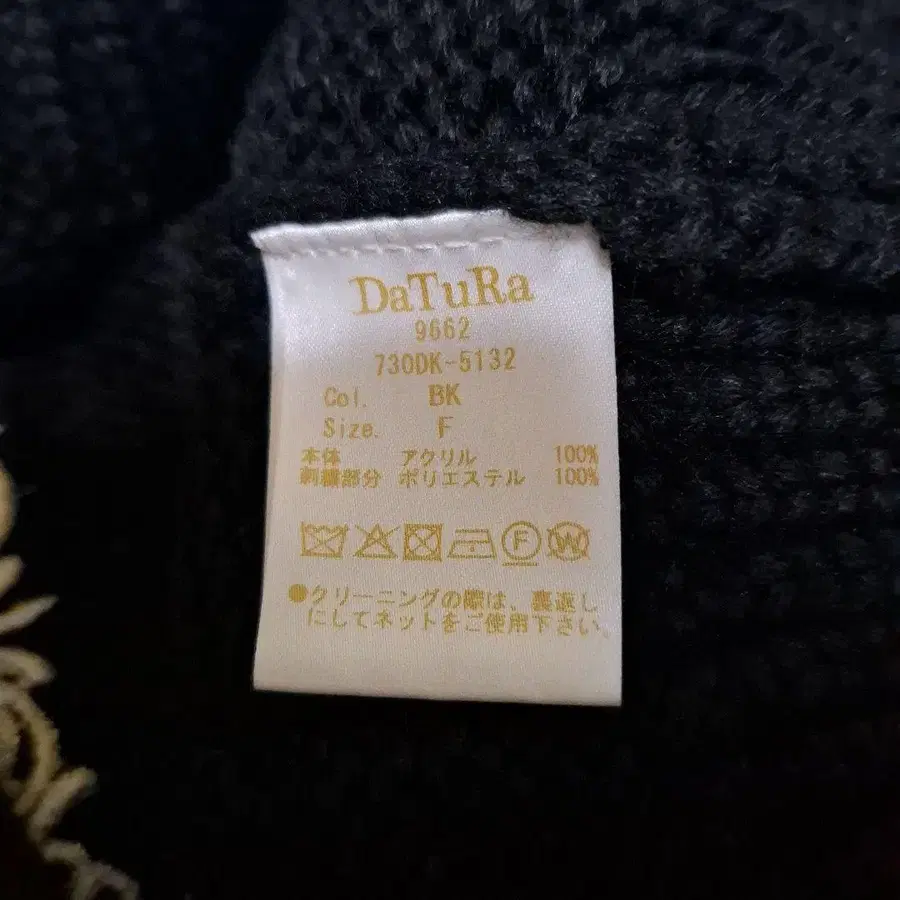 DaTuRa
9662
730DK-5132
Col. BK
Size. F
本体 アクリル 100%
刺繍部分 ポリエステル 100%
F W
●クリーニングの際は、裏返し
にしてネットをご使用下さい。